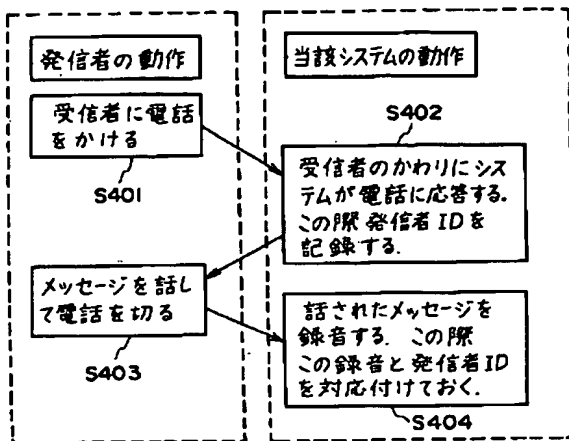 発信者の動作
当該システムの動作
受信者に電話
をかける
S401
S402
受信者のかわりにシス
テムが電話に応答する.
この際発信者IDを
記録する.
メッセージを話し
て電話を切る
S403
話されたメッセージを
録音する. この際
この録音と発信者ID
を対応付けておく.
S404